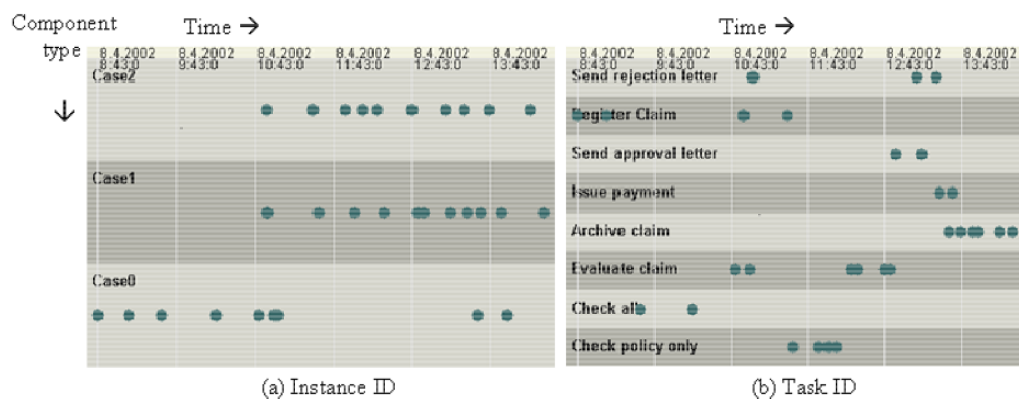 Component type ↓
Time →
8.4.2002 8:43:0
8.4.2002 9:43:0
8.4.2002 10:43:0
8.4.2002 11:43:0
8.4.2002 12:43:0
8.4.2002 13:43:0
Case2
Case1
Case0
(a) Instance ID
Time →
8.4.2002 8:43:0
8.4.2002 9:43:0
8.4.2002 10:43:0
8.4.2002 11:43:0
8.4.2002 12:43:0
8.4.2002 13:43:0
Send rejection letter
Register Claim
Send approval letter
Issue payment
Archive claim
Evaluate claim
Check all
Check policy only
(b) Task ID